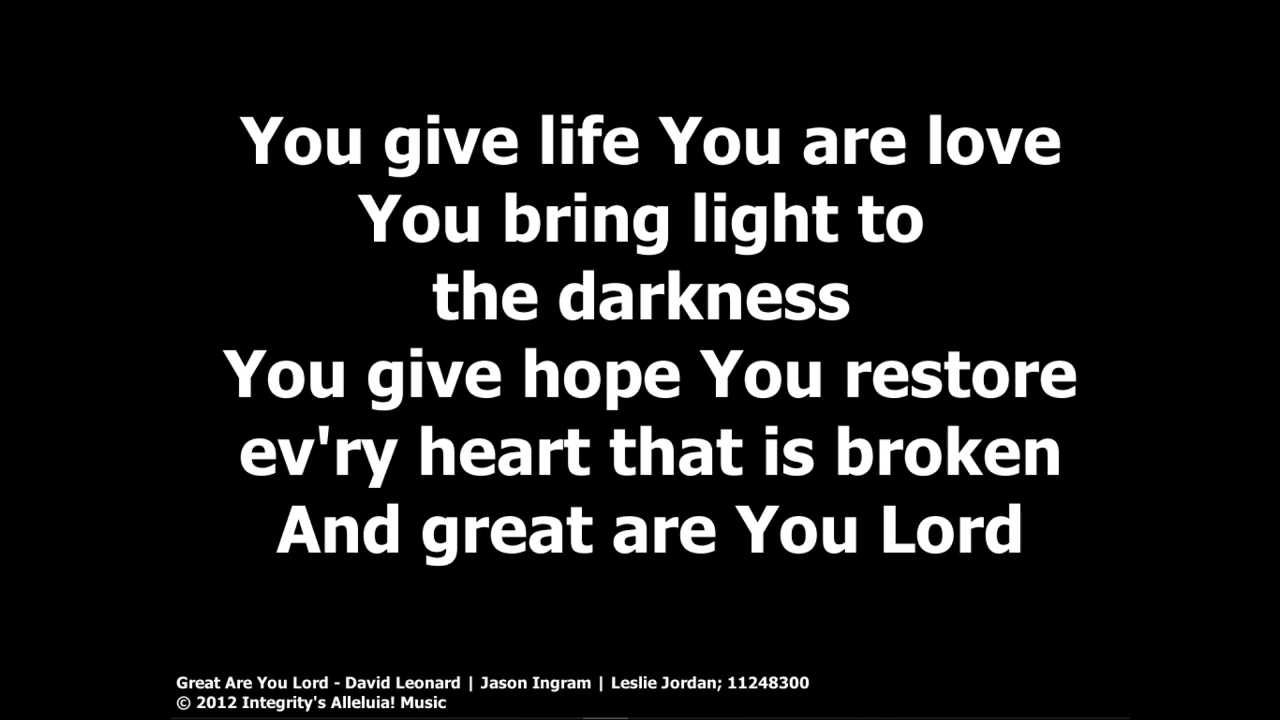 You give life You are love
You bring light to
the darkness
You give hope You restore
ev'ry heart that is broken
And great are You Lord
Great Are You Lord - David Leonard | Jason Ingram | Leslie Jordan; 11248300
© 2012 Integrity's Alleluia! Music